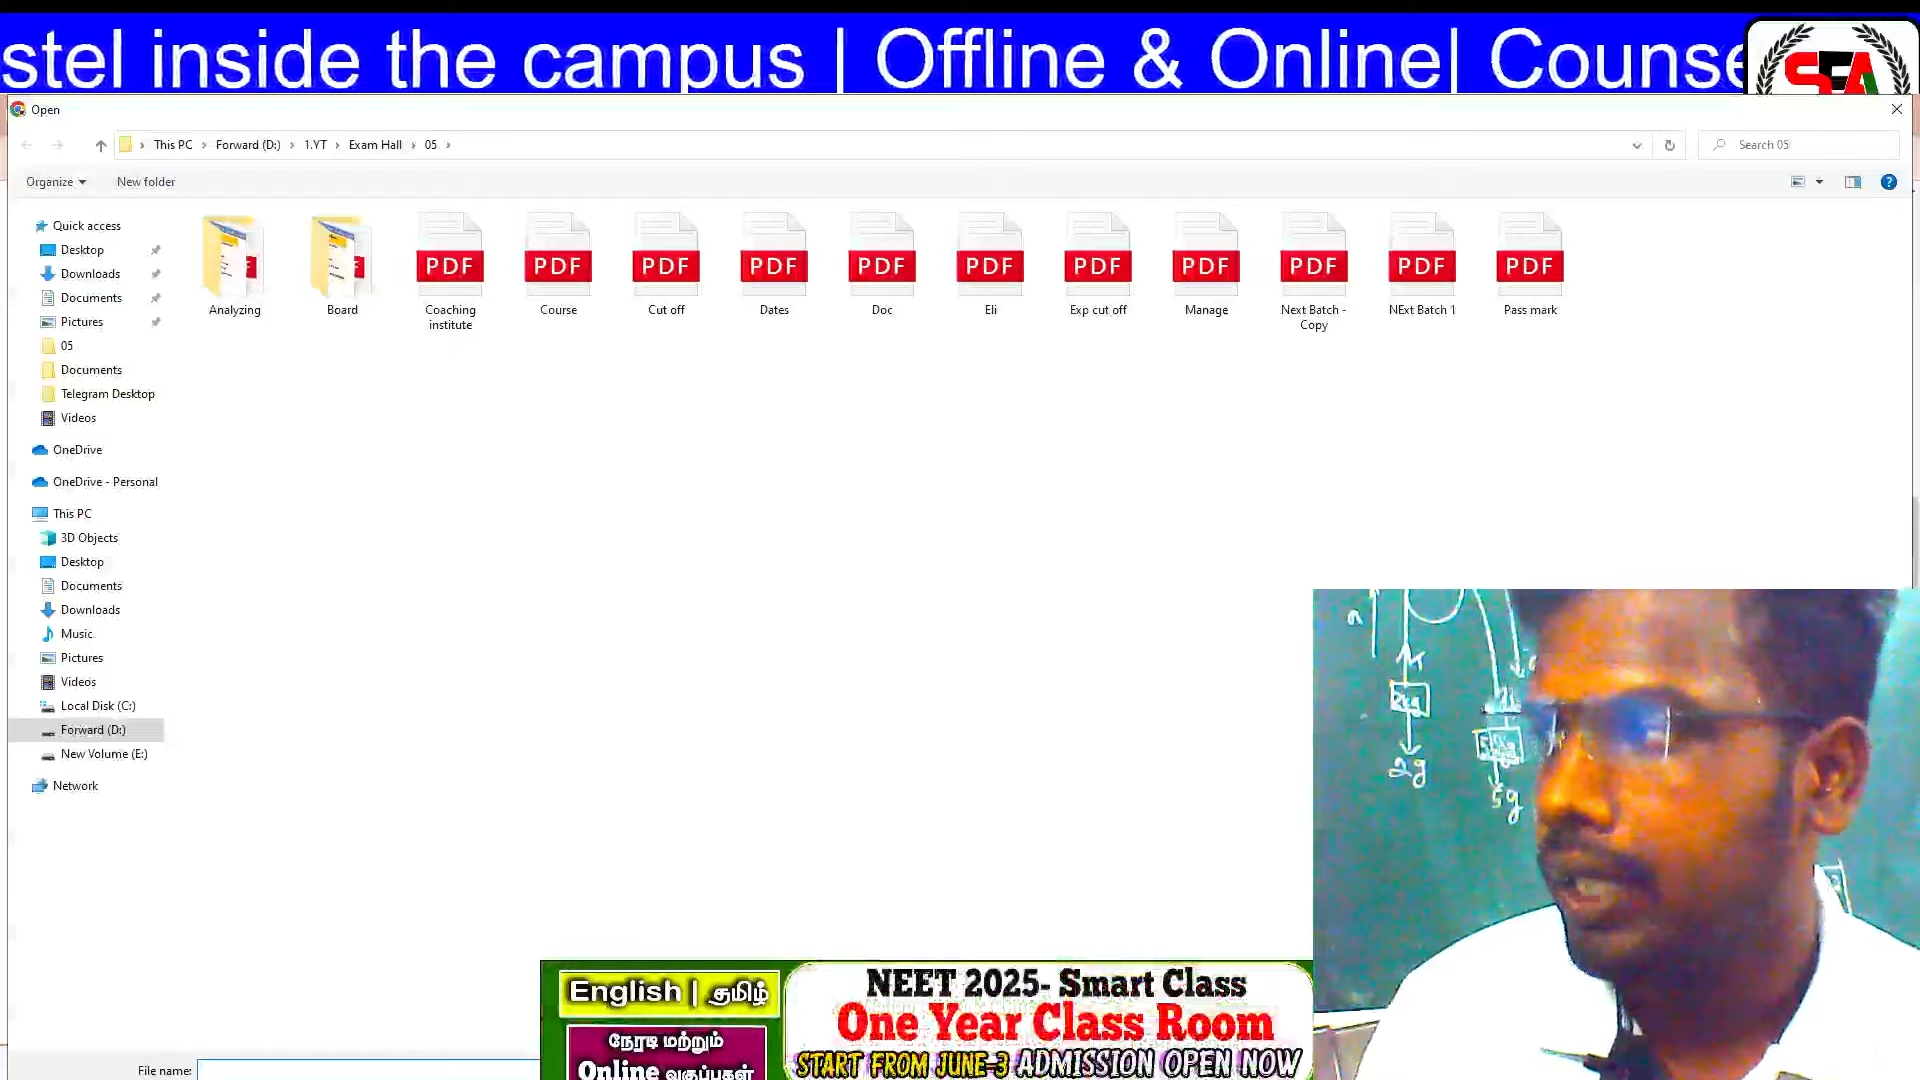 stel inside the campus | Offline & Online| Counse
SFA
Open
This PC
Forward (D:)
1.YT
Exam Hall
05
Search 05
Organize
New folder
Quick access
Desktop
Downloads
Documents
Pictures
05
Documents
Telegram Desktop
Videos
OneDrive
OneDrive - Personal
This PC
3D Objects
Desktop
Documents
Downloads
Music
Pictures
Videos
Local Disk (C:)
Forward (D:)
New Volume (E:)
Network
Analyzing
Board
PDF
Coaching
institute
PDF
Course
PDF
Cut off
PDF
Dates
PDF
Doc
PDF
Eli
PDF
Exp cut off
PDF
Manage
PDF
Next Batch -
Copy
PDF
NExt Batch 1
PDF
Pass mark
2g
5g
English | தமிழ்
நேரடி மற்றும்
Online வகுப்புகள்
NEET 2025- Smart Class
One Year Class Room
START FROM JUNE-3 ADMISSION OPEN NOW
File name: